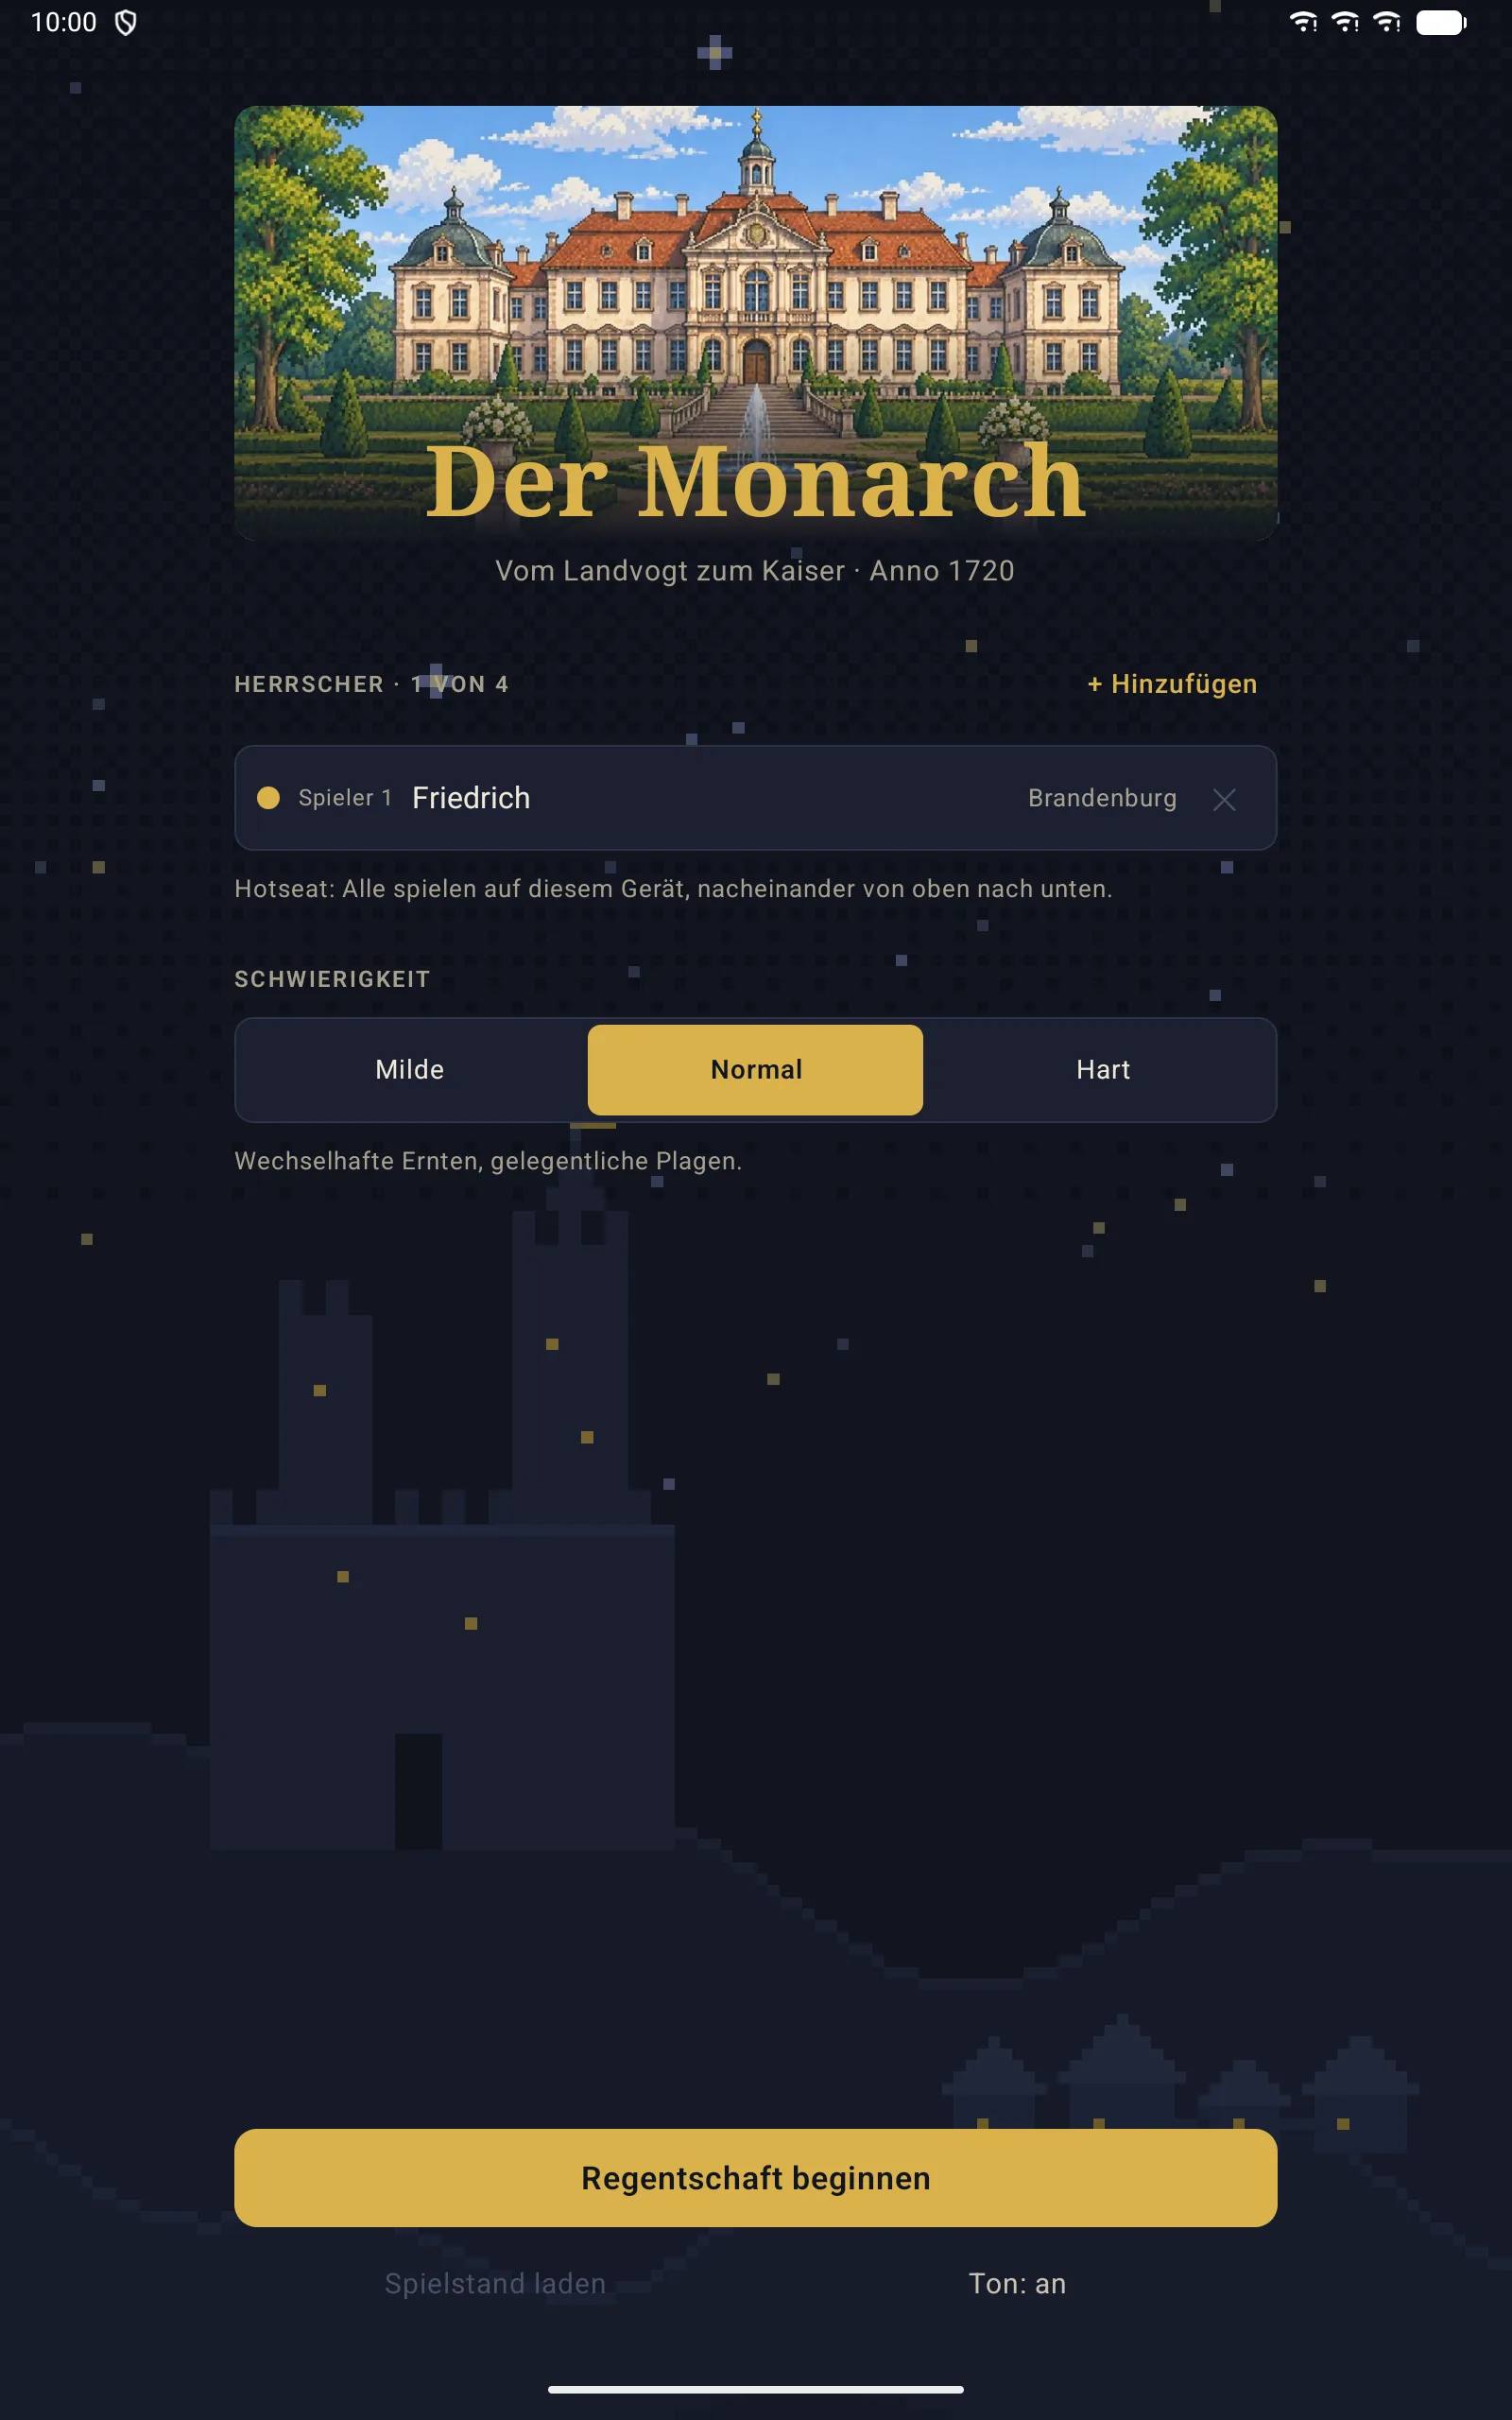 10:00
Der Monarch
Vom Landvogt zum Kaiser · Anno 1720
HERRSCHER · 1 VON 4
+ Hinzufügen
Spieler 1 Friedrich Brandenburg
Hotseat: Alle spielen auf diesem Gerät, nacheinander von oben nach unten.
SCHWIERIGKEIT
Milde Normal Hart
Wechselhafte Ernten, gelegentliche Plagen.
Regentschaft beginnen
Spielstand laden Ton: an